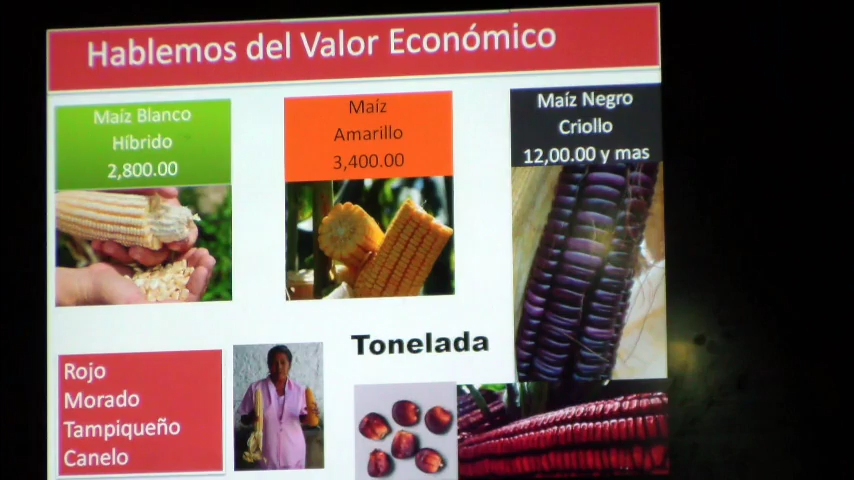 Hablemos del Valor Económico
Maíz Blanco
Híbrido
2,800.00
Maíz
Amarillo
3,400.00
Maíz Negro
Criollo
12,00.00 y mas
Tonelada
Rojo
Morado
Tampiqueño
Canelo